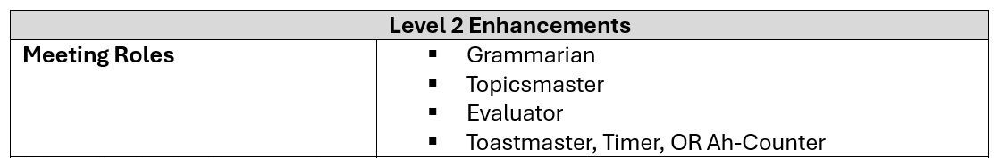 Level 2 Enhancements
Meeting Roles
▪ Grammarian
▪ Topicsmaster
▪ Evaluator
▪ Toastmaster, Timer, OR Ah-Counter